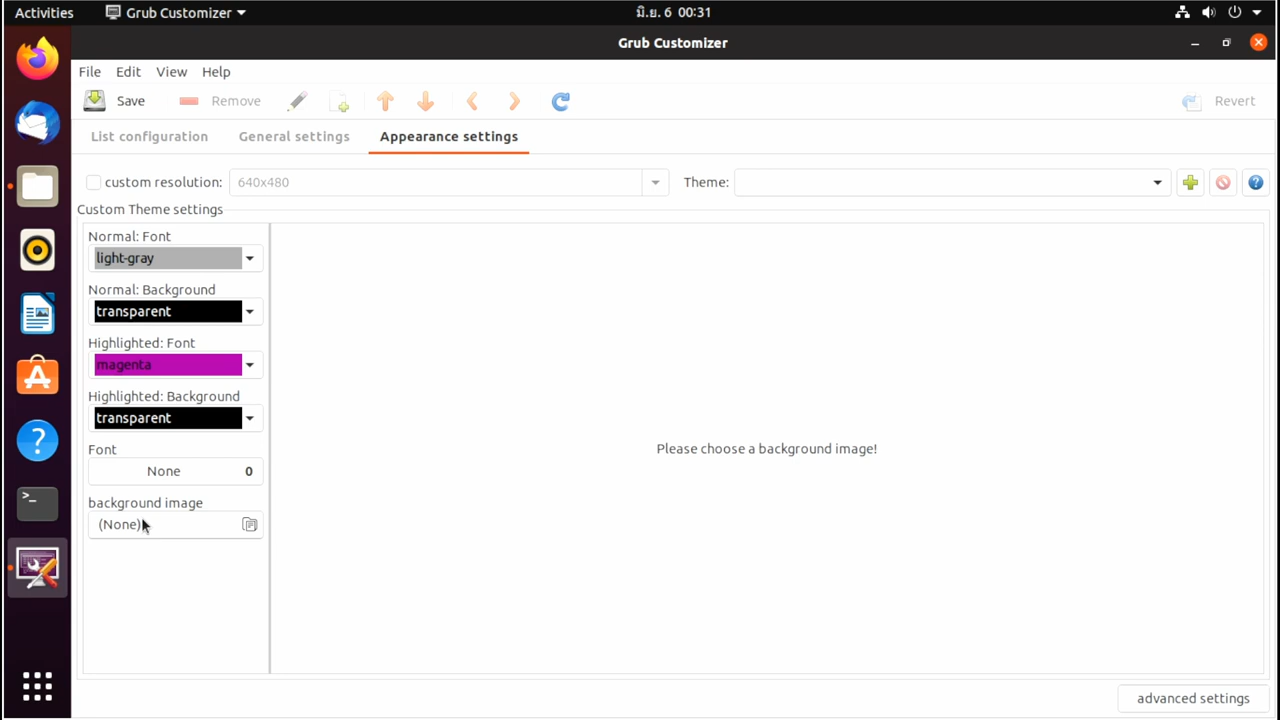 Activities
Grub Customizer
มิ.ย. 6 00:31
Grub Customizer
File Edit View Help
Save Remove Revert
List configuration General settings Appearance settings
custom resolution: 640x480 Theme:
Custom Theme settings
Normal: Font
light-gray
Normal: Background
transparent
Highlighted: Font
magenta
Highlighted: Background
transparent
Font
None 0
background image
(None)
Please choose a background image!
advanced settings